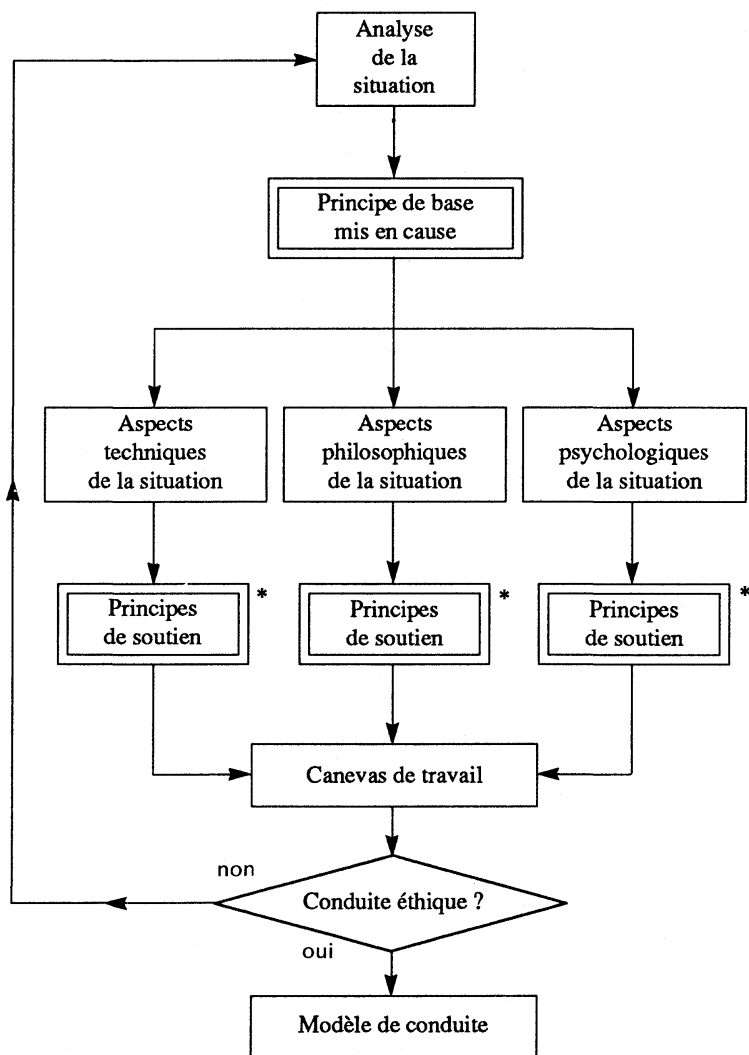 Analyse
de la
situation
Principe de base
mis en cause
Aspects
techniques
de la situation
Aspects
philosophiques
de la situation
Aspects
psychologiques
de la situation
Principes
de soutien
*
Principes
de soutien
*
Principes
de soutien
*
Canevas de travail
non
Conduite éthique ?
oui
Modèle de conduite